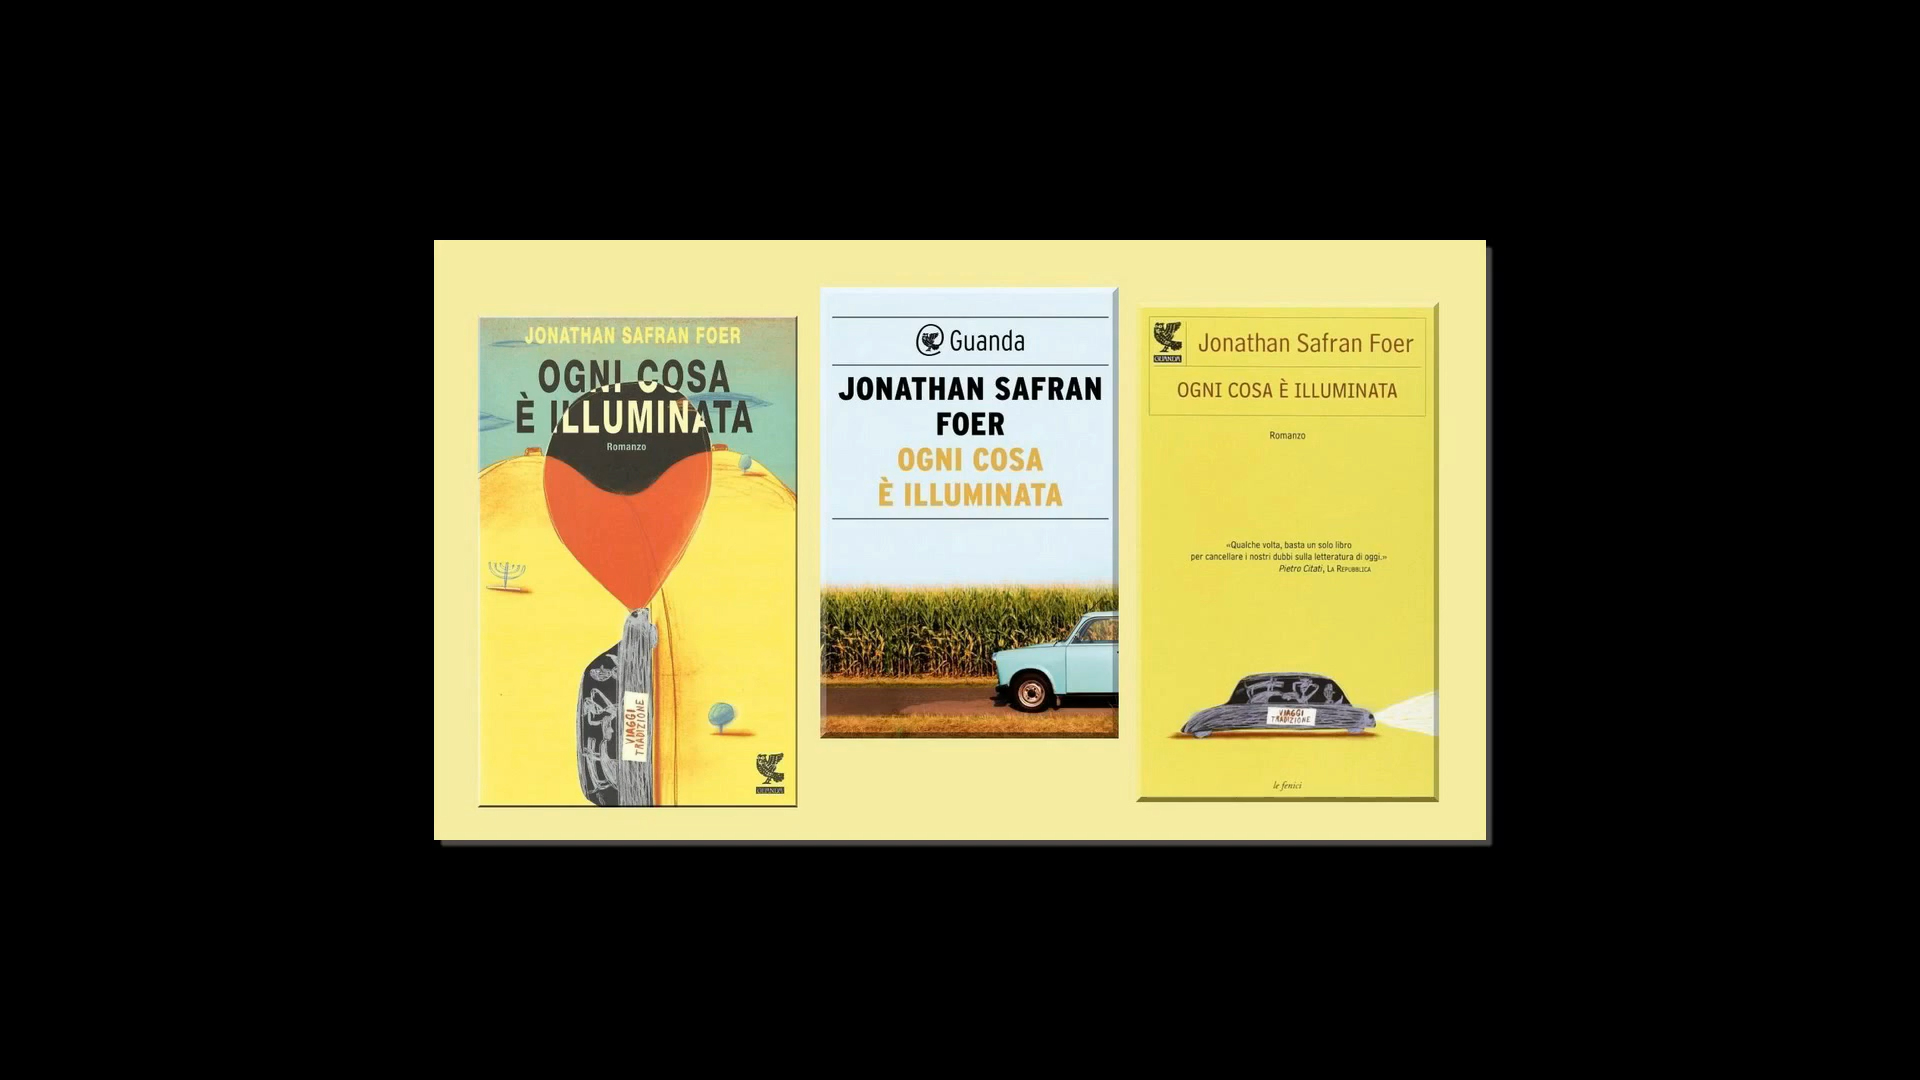 JONATHAN SAFRAN FOER
OGNI COSA
È ILLUMINATA
Romanzo
VIAGGI
TRADIZIONE
GUANDA
Guanda
JONATHAN SAFRAN
FOER
OGNI COSA
È ILLUMINATA
GUANDA
Jonathan Safran Foer
OGNI COSA È ILLUMINATA
Romanzo
«Qualche volta, basta un solo libro
per cancellare i nostri dubbi sulla letteratura di oggi.»
Pietro Citati, LA REPUBBLICA
VIAGGI
TRADIZIONE
le fenici